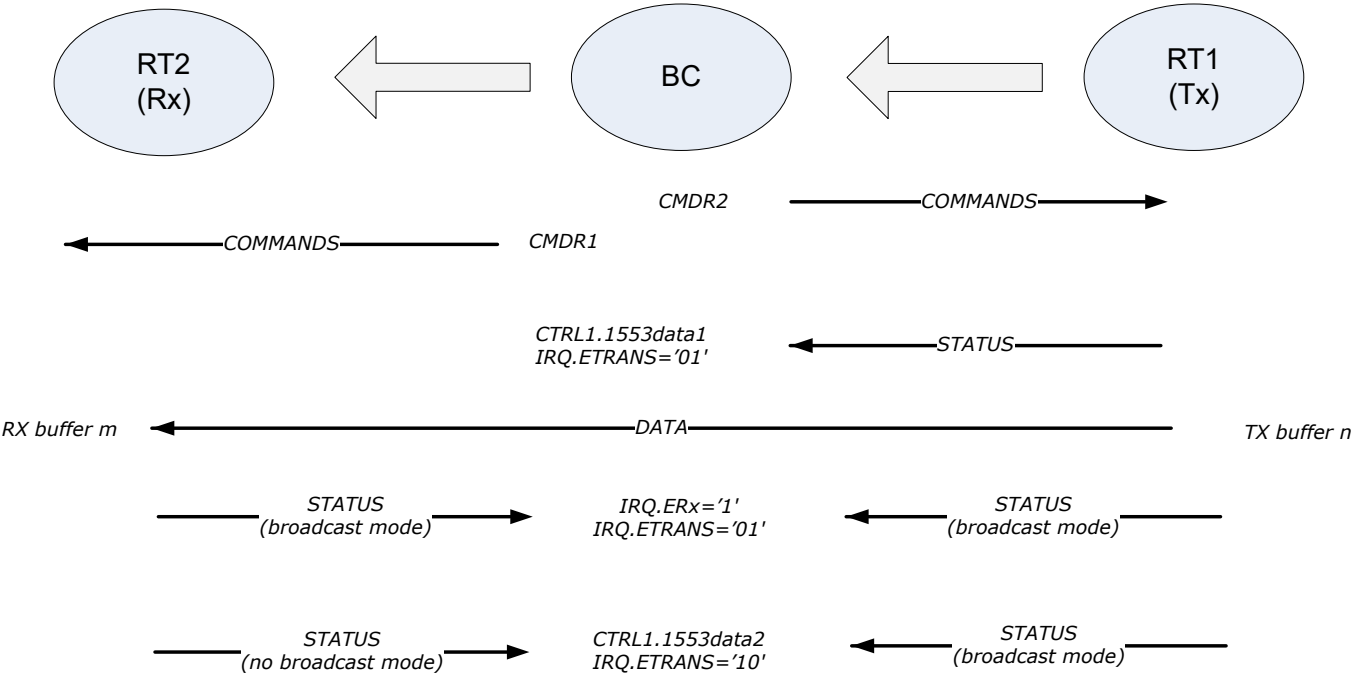 RT2
(Rx)
BC
RT1
(Tx)
CMDR2
COMMANDS
COMMANDS
CMDR1
CTRL1.1553data1
IRQ.ETRANS='01'
STATUS
RX buffer m
DATA
TX buffer n
STATUS
(broadcast mode)
IRQ.ERx='1'
IRQ.ETRANS='01'
STATUS
(broadcast mode)
STATUS
(no broadcast mode)
CTRL1.1553data2
IRQ.ETRANS='10'
STATUS
(broadcast mode)